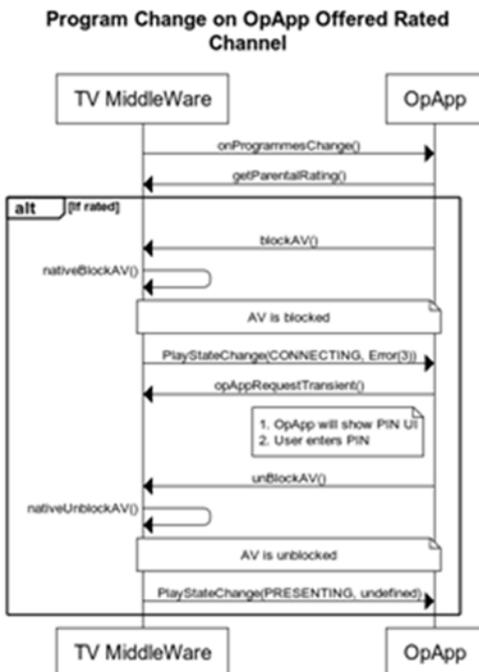 Program Change on OpApp Offered Rated
Channel
TV MiddleWare
OpApp
onProgrammesChange()
getParentalRating()
alt
[If rated]
blockAV()
nativeBlockAV()
AV is blocked
PlayStateChange(CONNECTING, Error(3))
opAppRequestTransient()
1. OpApp will show PIN UI
2. User enters PIN
unBlockAV()
nativeUnblockAV()
AV is unblocked
PlayStateChange(PRESENTING, undefined)
TV MiddleWare
OpApp